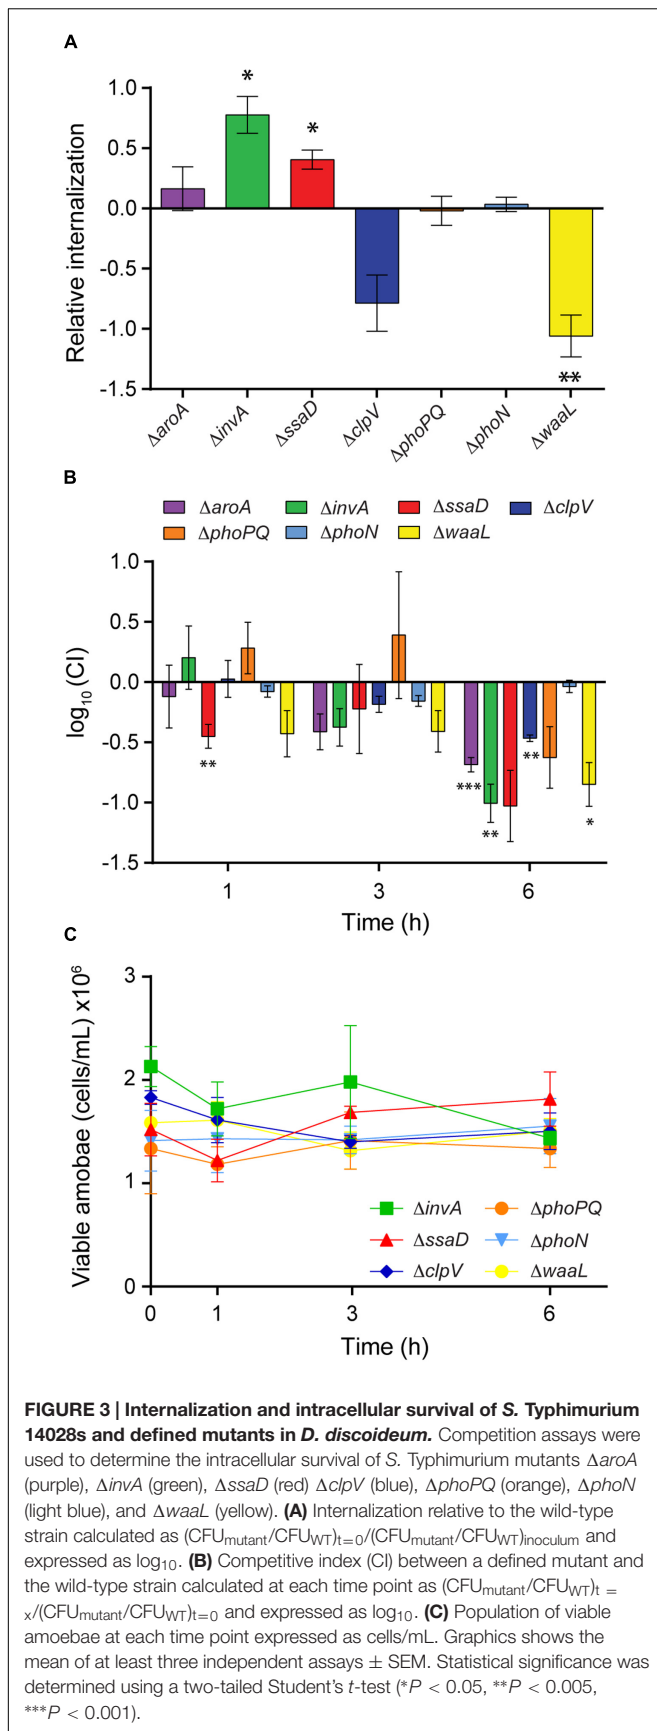 A
*
*
1.0
0.5
0.0
-0.5
-1.0
-1.5
Relative internalization
**
ΔaroA
ΔinvA
ΔssaD
ΔclpV
ΔphoPQ
ΔphoN
ΔwaaL
B
ΔaroA ΔinvA ΔssaD ΔclpV
ΔphoPQ ΔphoN ΔwaaL
1.0
0.5
0.0
-0.5
-1.0
-1.5
log10 (CI)
**
***
**
**
*
1 3 6
Time (h)
C
3
2
1
0
Viable amobae (cells/mL) x10⁶
ΔinvA ΔphoPQ
ΔssaD ΔphoN
ΔclpV ΔwaaL
0 1 3 6
Time (h)
FIGURE 3 | Internalization and intracellular survival of S. Typhimurium
14028s and defined mutants in D. discoideum. Competition assays were
used to determine the intracellular survival of S. Typhimurium mutants ΔaroA
(purple), ΔinvA (green), ΔssaD (red) ΔclpV (blue), ΔphoPQ (orange), ΔphoN
(light blue), and ΔwaaL (yellow). (A) Internalization relative to the wild-type
strain calculated as (CFUmutant/CFUWT)t=0/(CFUmutant/CFUWT)inoculum and
expressed as log10. (B) Competitive index (CI) between a defined mutant and
the wild-type strain calculated at each time point as (CFUmutant/CFUWT)t =
x/(CFUmutant/CFUWT)t=0 and expressed as log10. (C) Population of viable
amoebae at each time point expressed as cells/mL. Graphics shows the
mean of at least three independent assays ± SEM. Statistical significance was
determined using a two-tailed Student's t-test (*P < 0.05, **P < 0.005,
***P < 0.001).